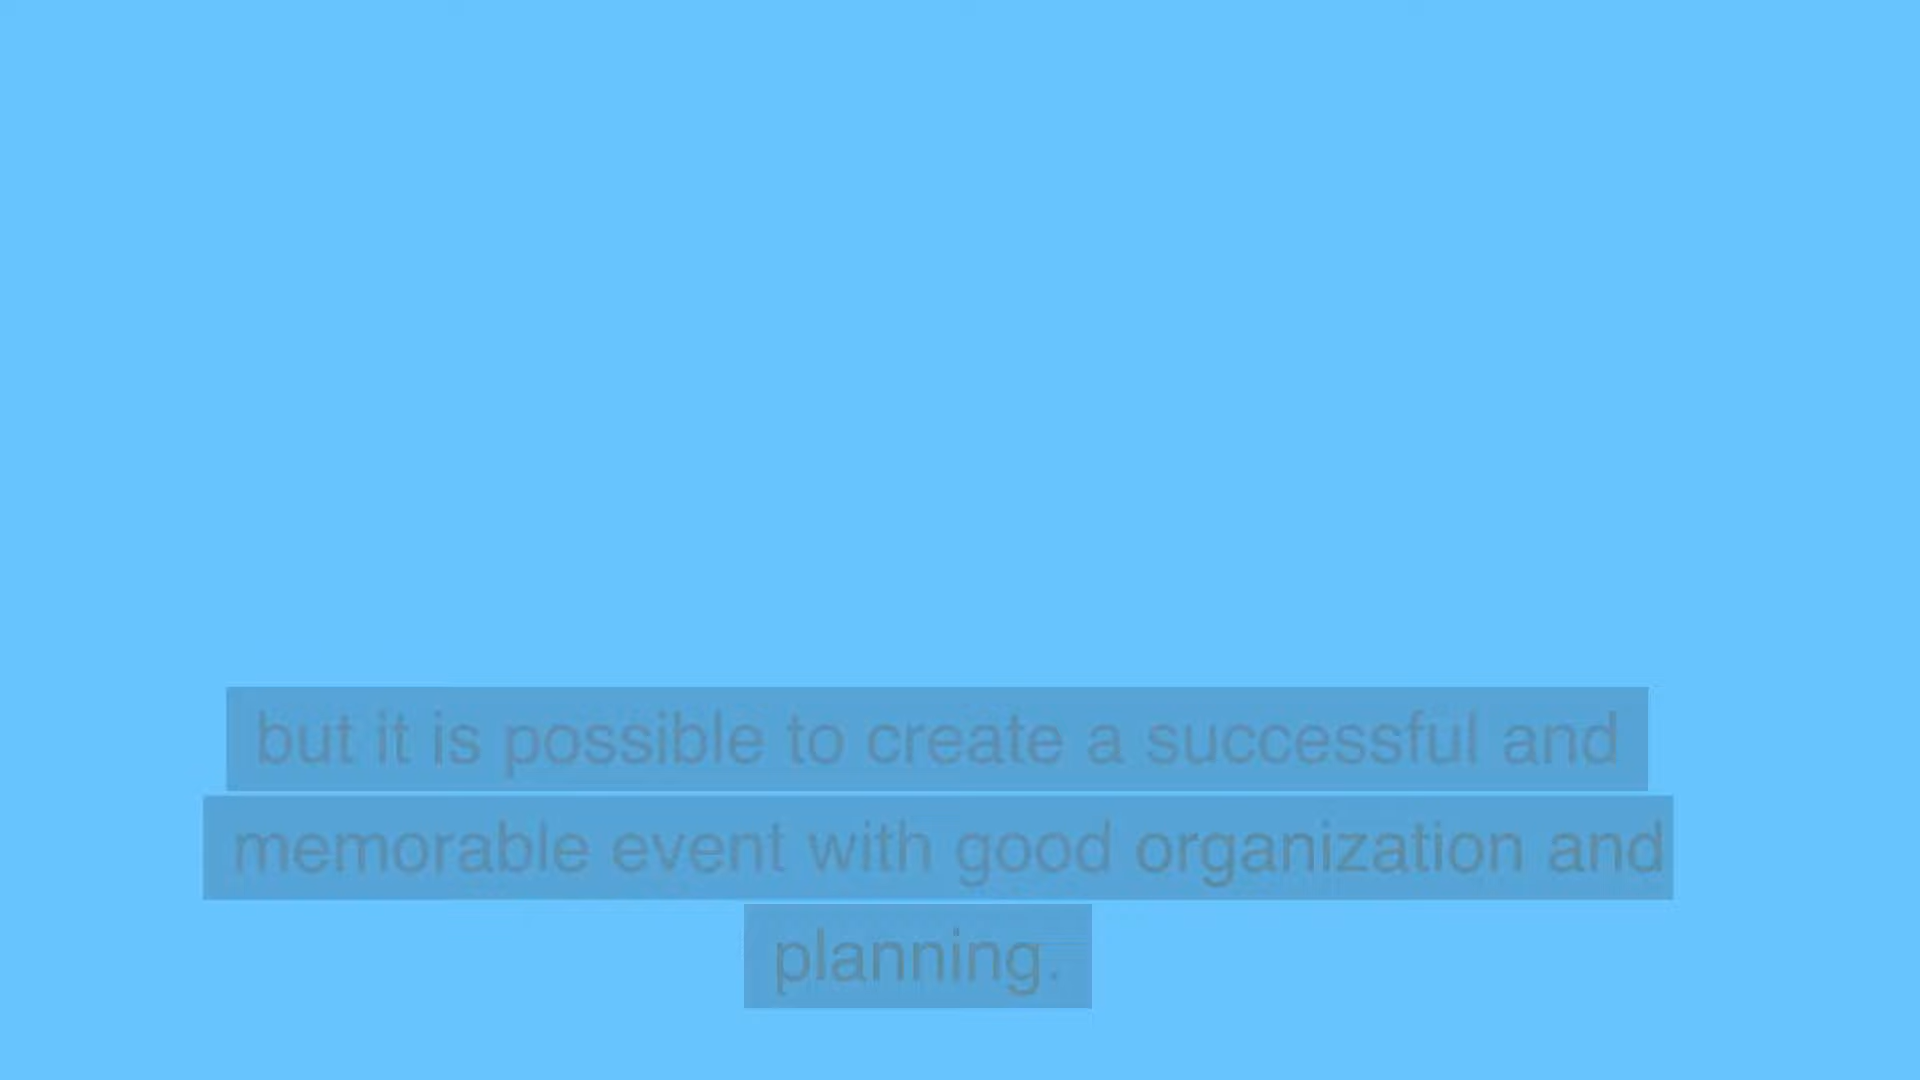 but it is possible to create a successful and
memorable event with good organization and
planning.